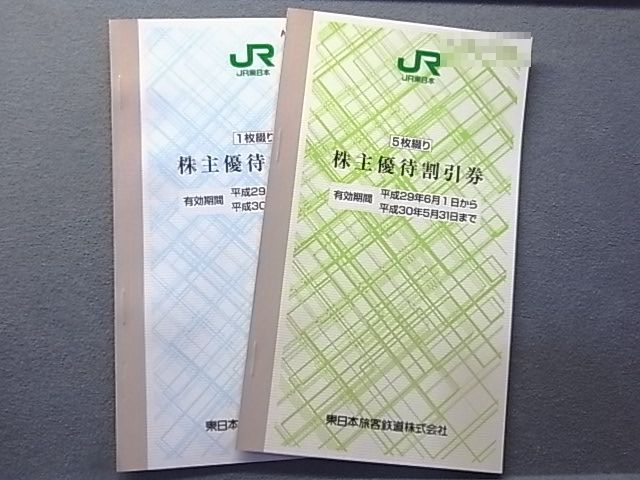 JR
JR東日本
1枚綴り
株主優待
有効期間
平成29
平成30
東日本
JR
JR東日本
5枚綴り
株主優待割引券
有効期間
平成29年6月1日から
平成30年5月31日まで
東日本旅客鉄道株式会社